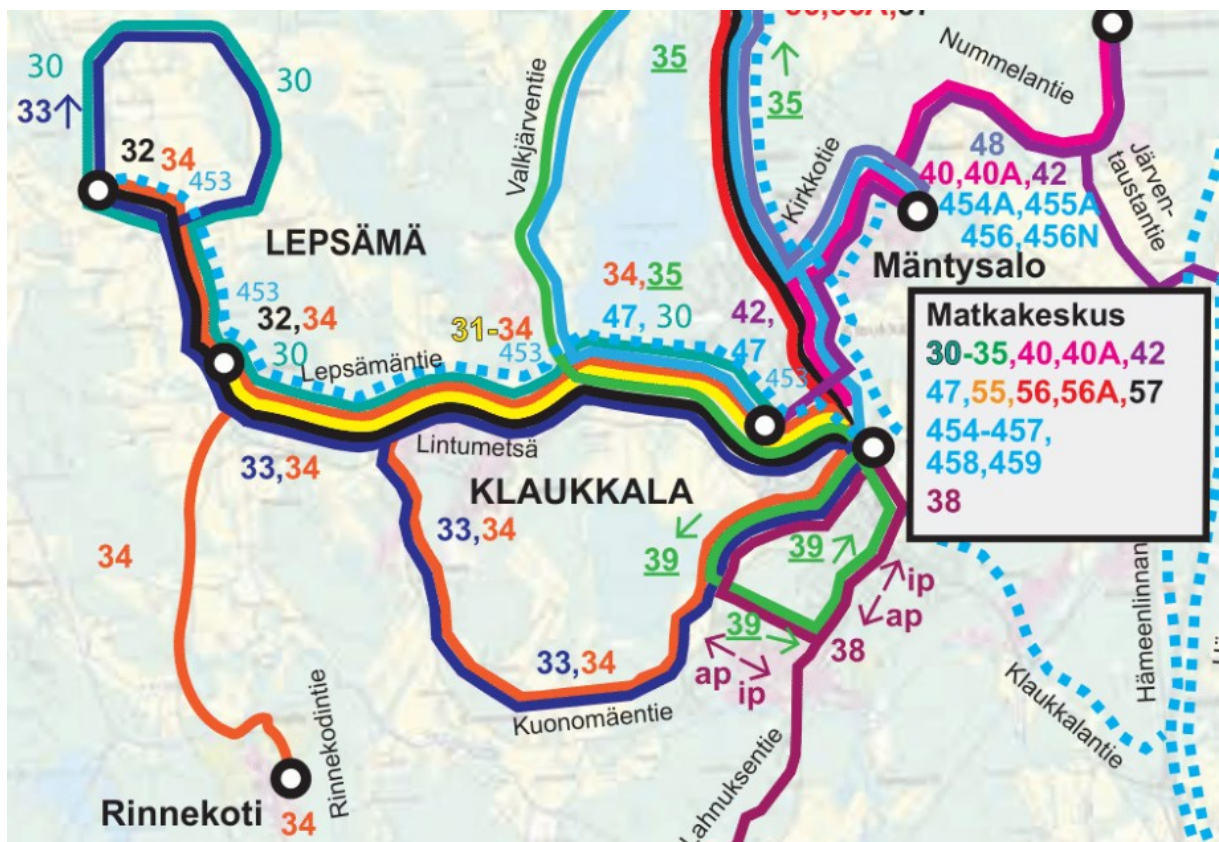 35
30
30
33
35
Nummelantie
Valkjärventie
32
34
453
Kirkkotie
48
40,40A,42
Järven-
taustantie
454A,455A
456,456N
LEPSÄMÄ
Mäntysalo
453
32,34
30
Lepsämäntie
31-34
453
34,35
47, 30
42,
47
453
Matkakeskus
30-35,40,40A,42
47,55,56,56A,57
454-457,
458,459
38
33,34
Lintumetsä
KLAUKKALA
33,34
39
39
ip
ap
34
39
38
ap
ip
33,34
Kuonomäentie
Hämeenlinnan
Klaukkalantie
Rinnekodintie
Lahnuksentie
Rinnekoti
34